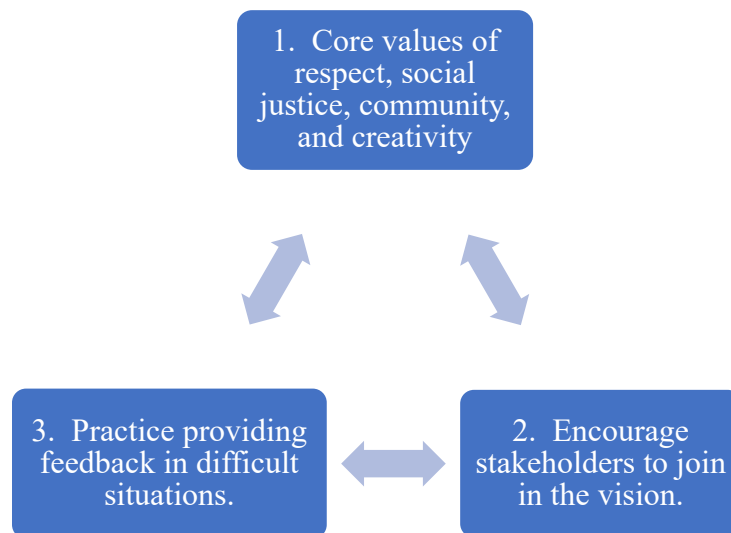 1. Core values of
respect, social
justice, community,
and creativity
3. Practice providing
feedback in difficult
situations.
2. Encourage
stakeholders to join
in the vision.